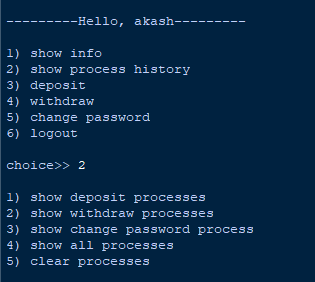 ---------Hello, akash---------
1) show info
2) show process history
3) deposit
4) withdraw
5) change password
6) logout
choice>> 2
1) show deposit processes
2) show withdraw processes
3) show change password process
4) show all processes
5) clear processes